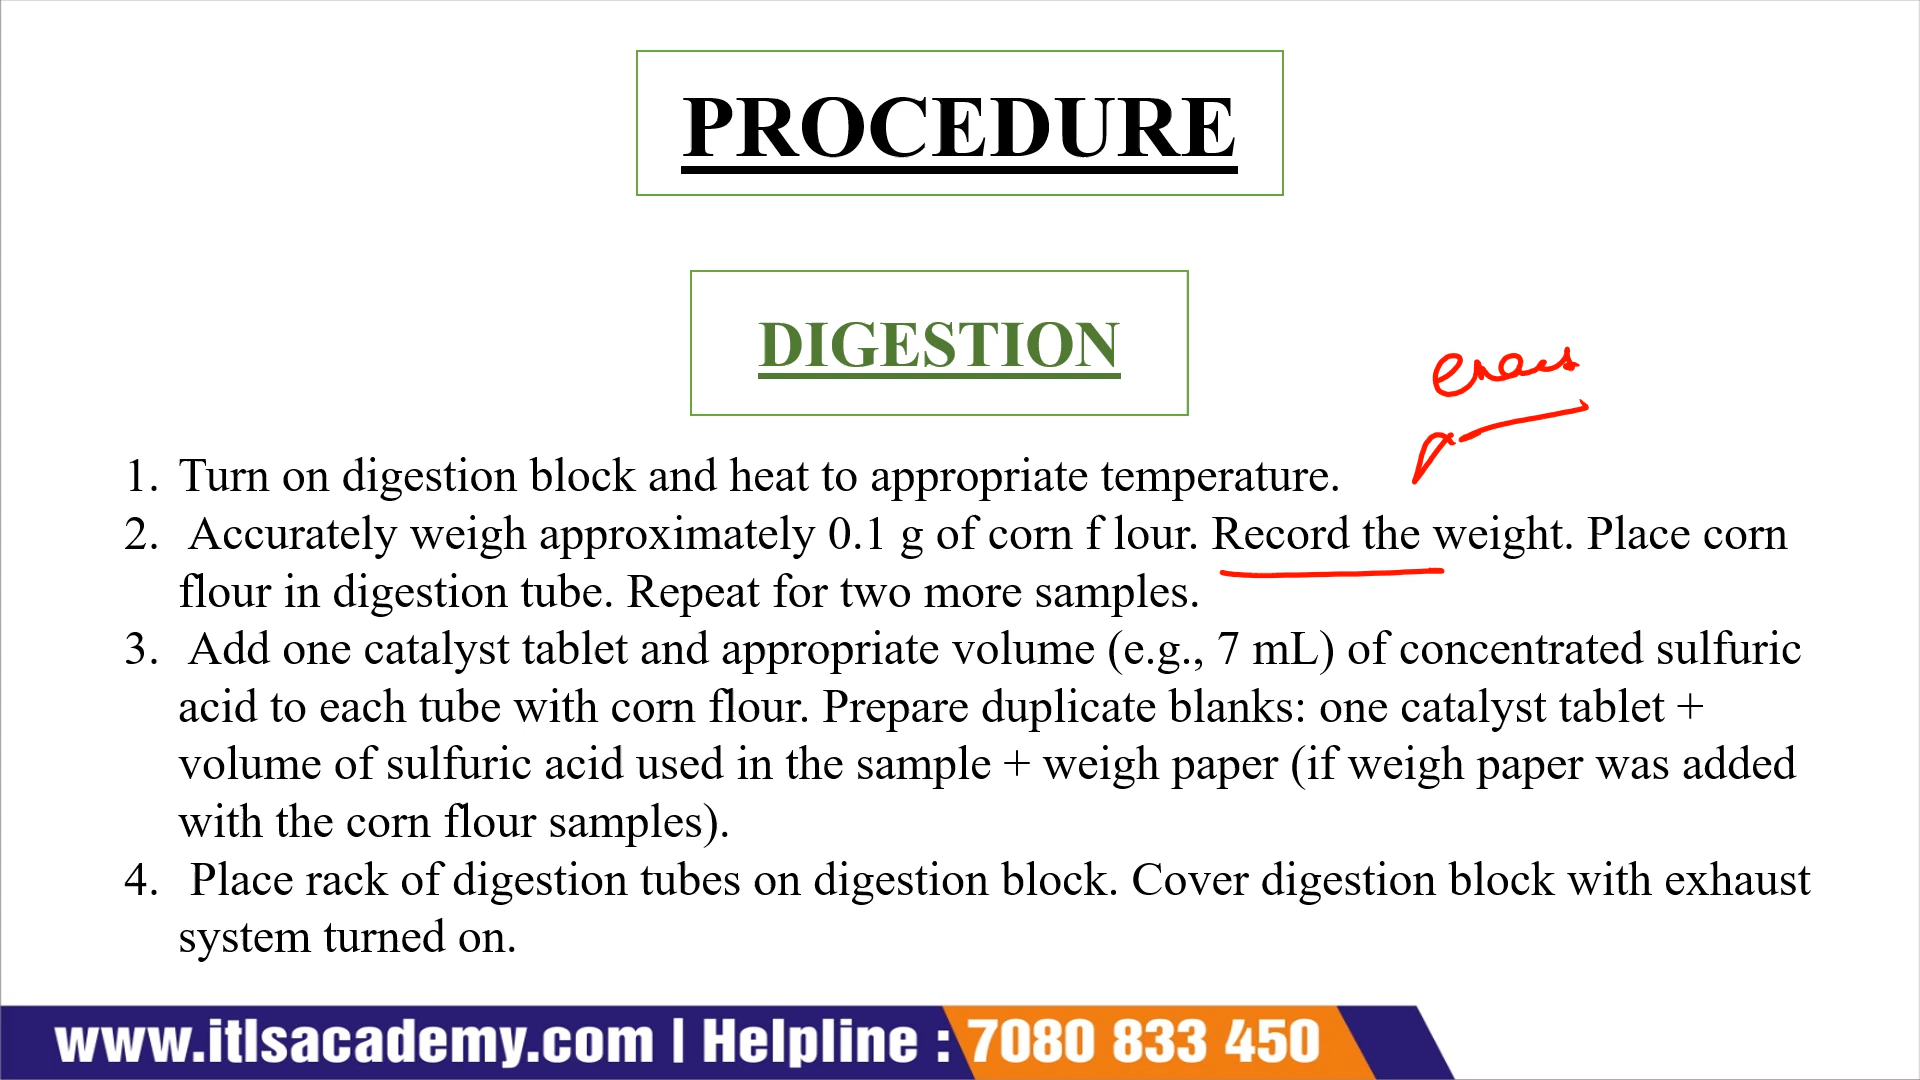 PROCEDURE
DIGESTION
1. Turn on digestion block and heat to appropriate temperature.
2. Accurately weigh approximately 0.1 g of corn f lour. Record the weight. Place corn
flour in digestion tube. Repeat for two more samples.
3. Add one catalyst tablet and appropriate volume (e.g., 7 mL) of concentrated sulfuric
acid to each tube with corn flour. Prepare duplicate blanks: one catalyst tablet +
volume of sulfuric acid used in the sample + weigh paper (if weigh paper was added
with the corn flour samples).
4. Place rack of digestion tubes on digestion block. Cover digestion block with exhaust
system turned on.
www.itlsacademy.com | Helpline : 7080 833 450